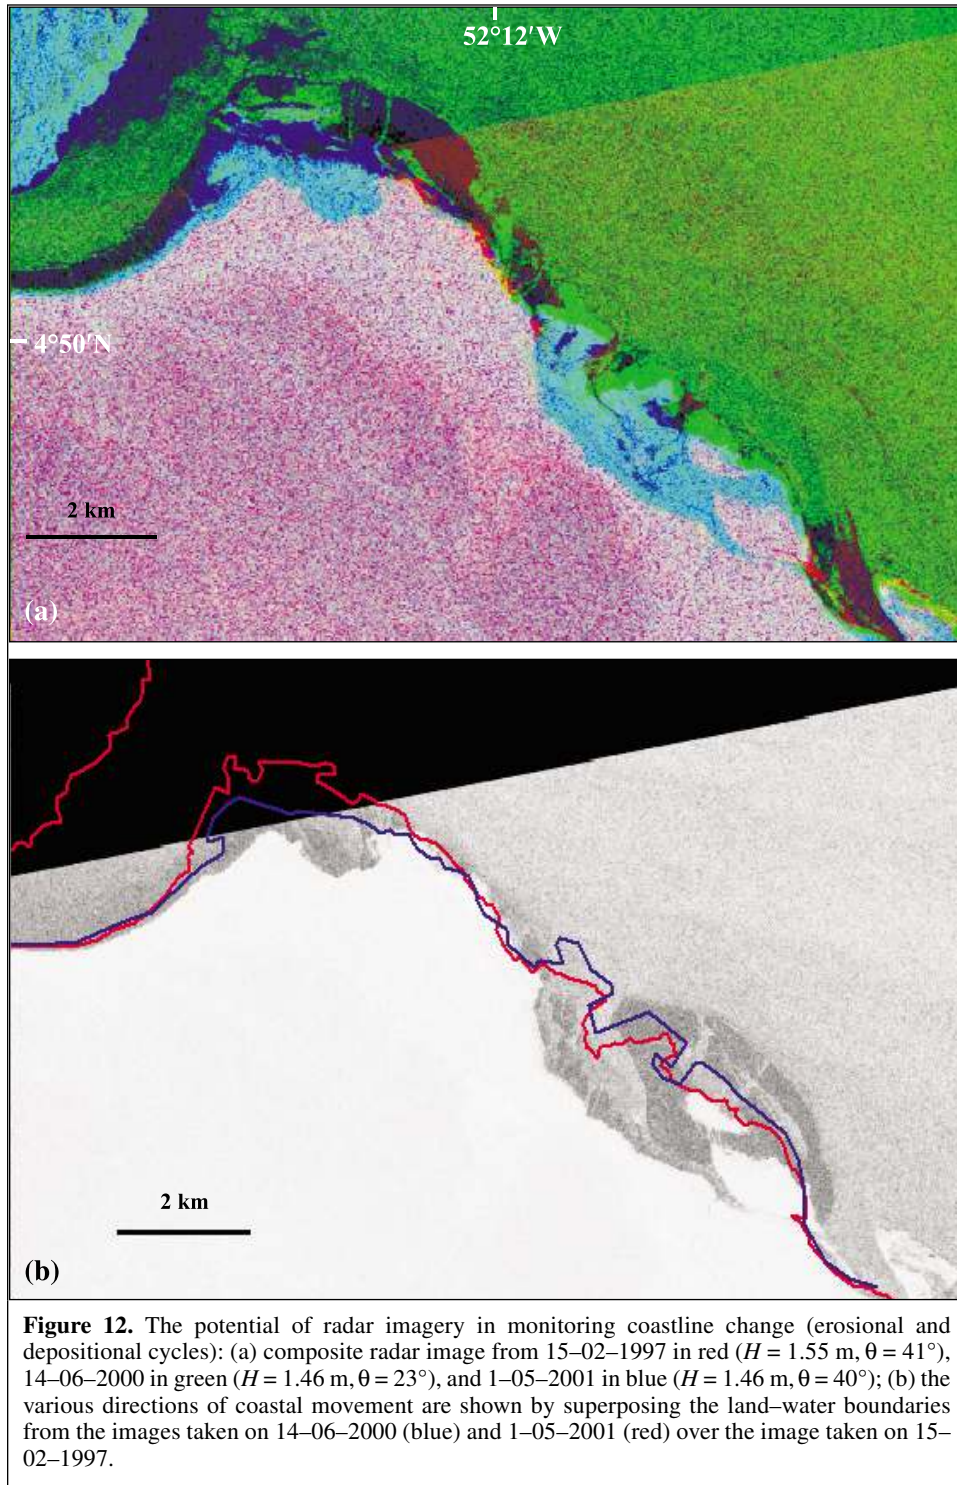 52°12′W
4°50′N
2 km
(a)
2 km
(b)
Figure 12. The potential of radar imagery in monitoring coastline change (erosional and
depositional cycles): (a) composite radar image from 15–02–1997 in red (H = 1.55 m, θ = 41°),
14–06–2000 in green (H = 1.46 m, θ = 23°), and 1–05–2001 in blue (H = 1.46 m, θ = 40°); (b) the
various directions of coastal movement are shown by superposing the land–water boundaries
from the images taken on 14–06–2000 (blue) and 1–05–2001 (red) over the image taken on 15–
02–1997.